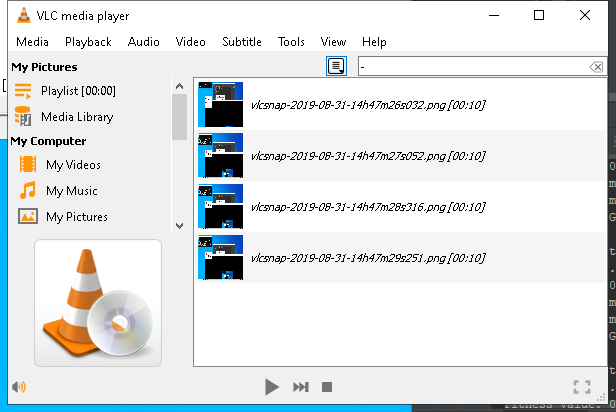 VLC media player
Media Playback Audio Video Subtitle Tools View Help
My Pictures
-
Playlist [00:00]
Media Library
My Computer
My Videos
My Music
My Pictures
vlcsnap-2019-08-31-14h47m26s032.png [00:10]
vlcsnap-2019-08-31-14h47m27s052.png [00:10]
vlcsnap-2019-08-31-14h47m28s316.png [00:10]
vlcsnap-2019-08-31-14h47m29s251.png [00:10]